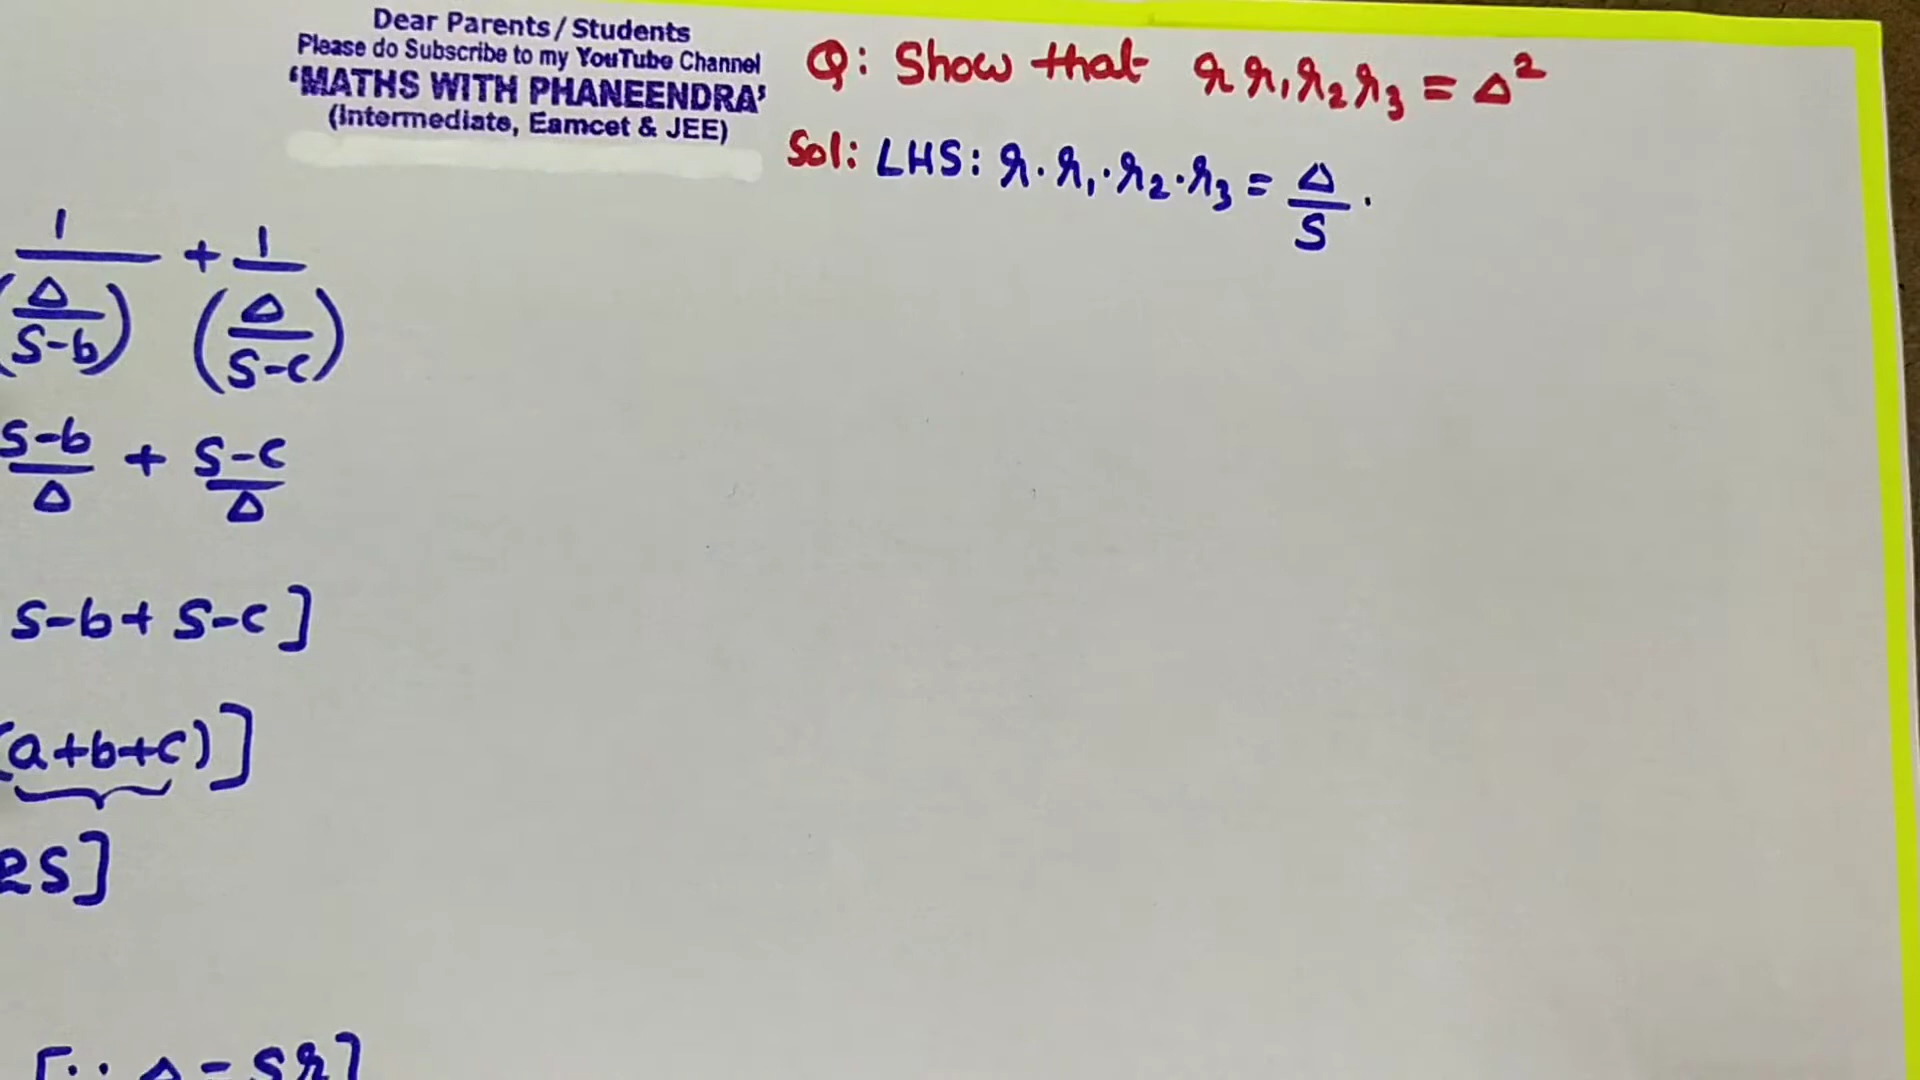 Dear Parents / Students
Please do Subscribe to my YouTube Channel
'MATHS WITH PHANEENDRA'
(Intermediate, Eamcet & JEE)
Q: Show that r r₁ r₂ r₃ = Δ²
Sol: LHS: r . r₁ . r₂ . r₃ = Δ/S .
1/(Δ/S-b) + 1/(Δ/S-c)
S-b/Δ + S-c/Δ
S-b+ S-c ]
(a+b+c) ]
2S]
[∵ Δ = Sr]